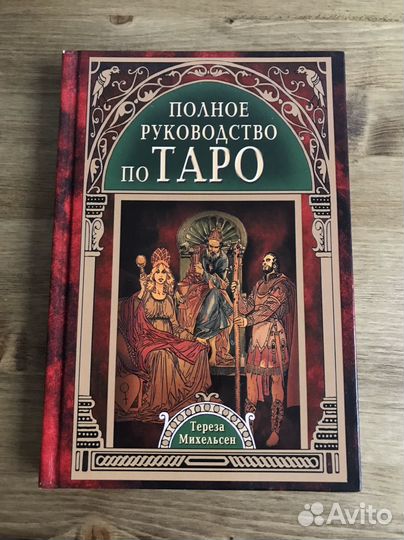 ПОЛНОЕ
РУКОВОДСТВО
ПО ТАРО
Тереза
Михельсен
Avito